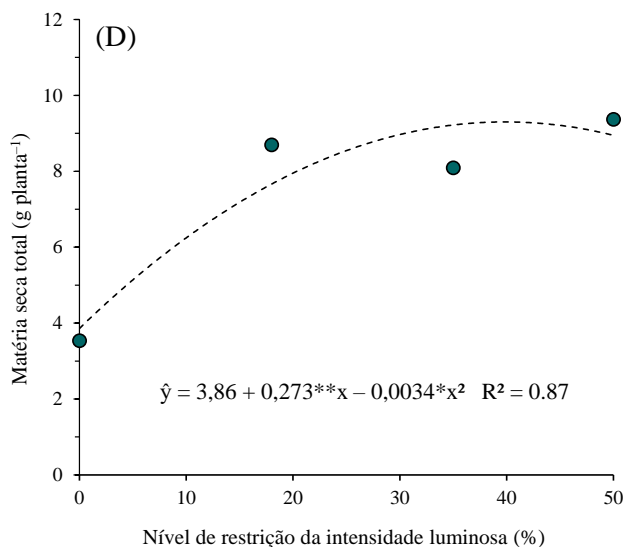 (D)
Matéria seca total (g planta⁻¹)
12
10
8
6
4
2
0
ŷ = 3,86 + 0,273**x – 0,0034*x² R² = 0.87
0 10 20 30 40 50
Nível de restrição da intensidade luminosa (%)